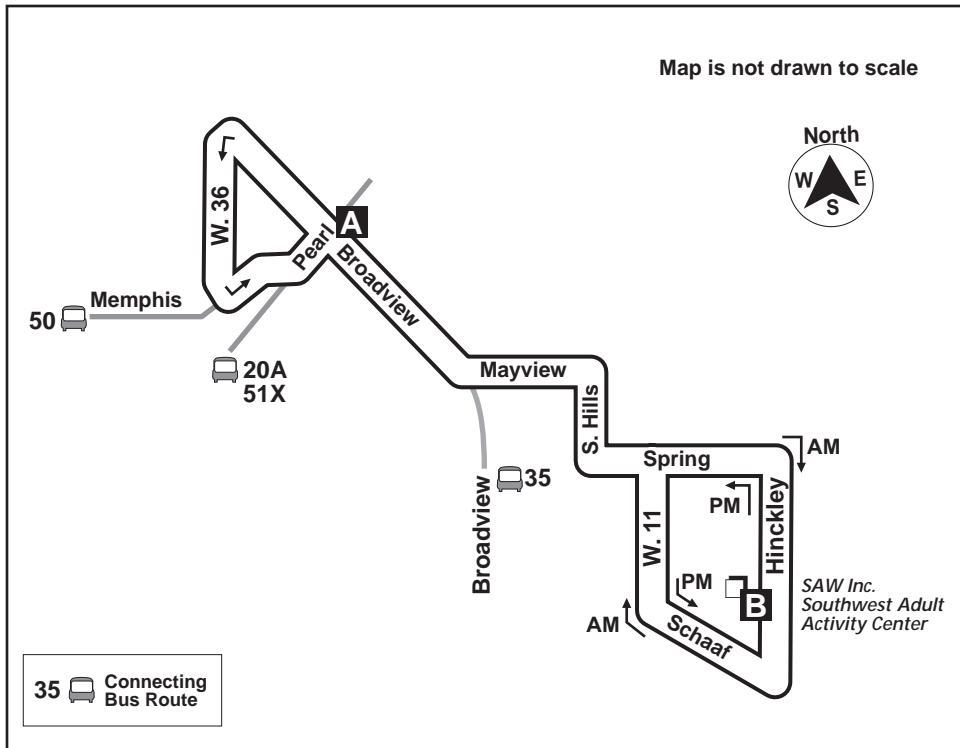 Map is not drawn to scale
North
W E
S
W. 36
A
Pearl
Broadview
Memphis
50
20A
51X
Mayview
S. Hills
35
Broadview
Spring
AM
PM
Hinckley
W. 11
PM
B
SAW Inc.
Southwest Adult
Activity Center
AM
Schaaf
35 Connecting
Bus Route